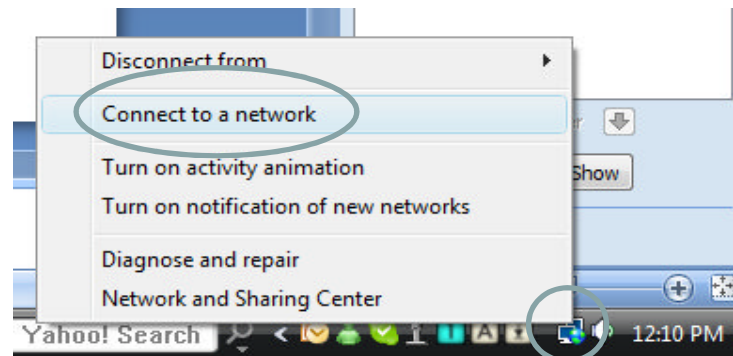 Disconnect from
Connect to a network
Turn on activity animation
Show
Turn on notification of new networks
Diagnose and repair
Network and Sharing Center
Yahoo! Search
12:10 PM